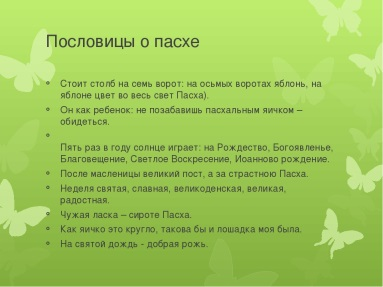 Пословицы о пасхе
• Стоит столб на семь ворот: на осьмых воротах яблонь, на
яблоне цвет во весь свет Пасха).
• Он как ребенок: не позабавишь пасхальным яичком –
обидеться.
•
Пять раз в году солнце играет: на Рождество, Богоявленье,
Благовещение, Светлое Воскресение, Иоанново рождение.
• После масленицы великий пост, а за страстною Пасха.
• Неделя святая, славная, великоденская, великая,
радостная.
• Чужая ласка – сироте Пасха.
• Как яичко это кругло, такова бы и лошадка моя была.
• На святой дождь - добрая рожь.